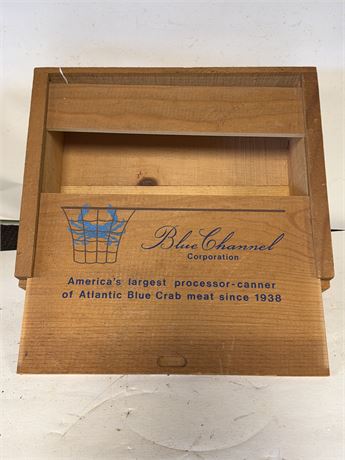 Blue Channel
Corporation
America's largest processor-canner
of Atlantic Blue Crab meat since 1938